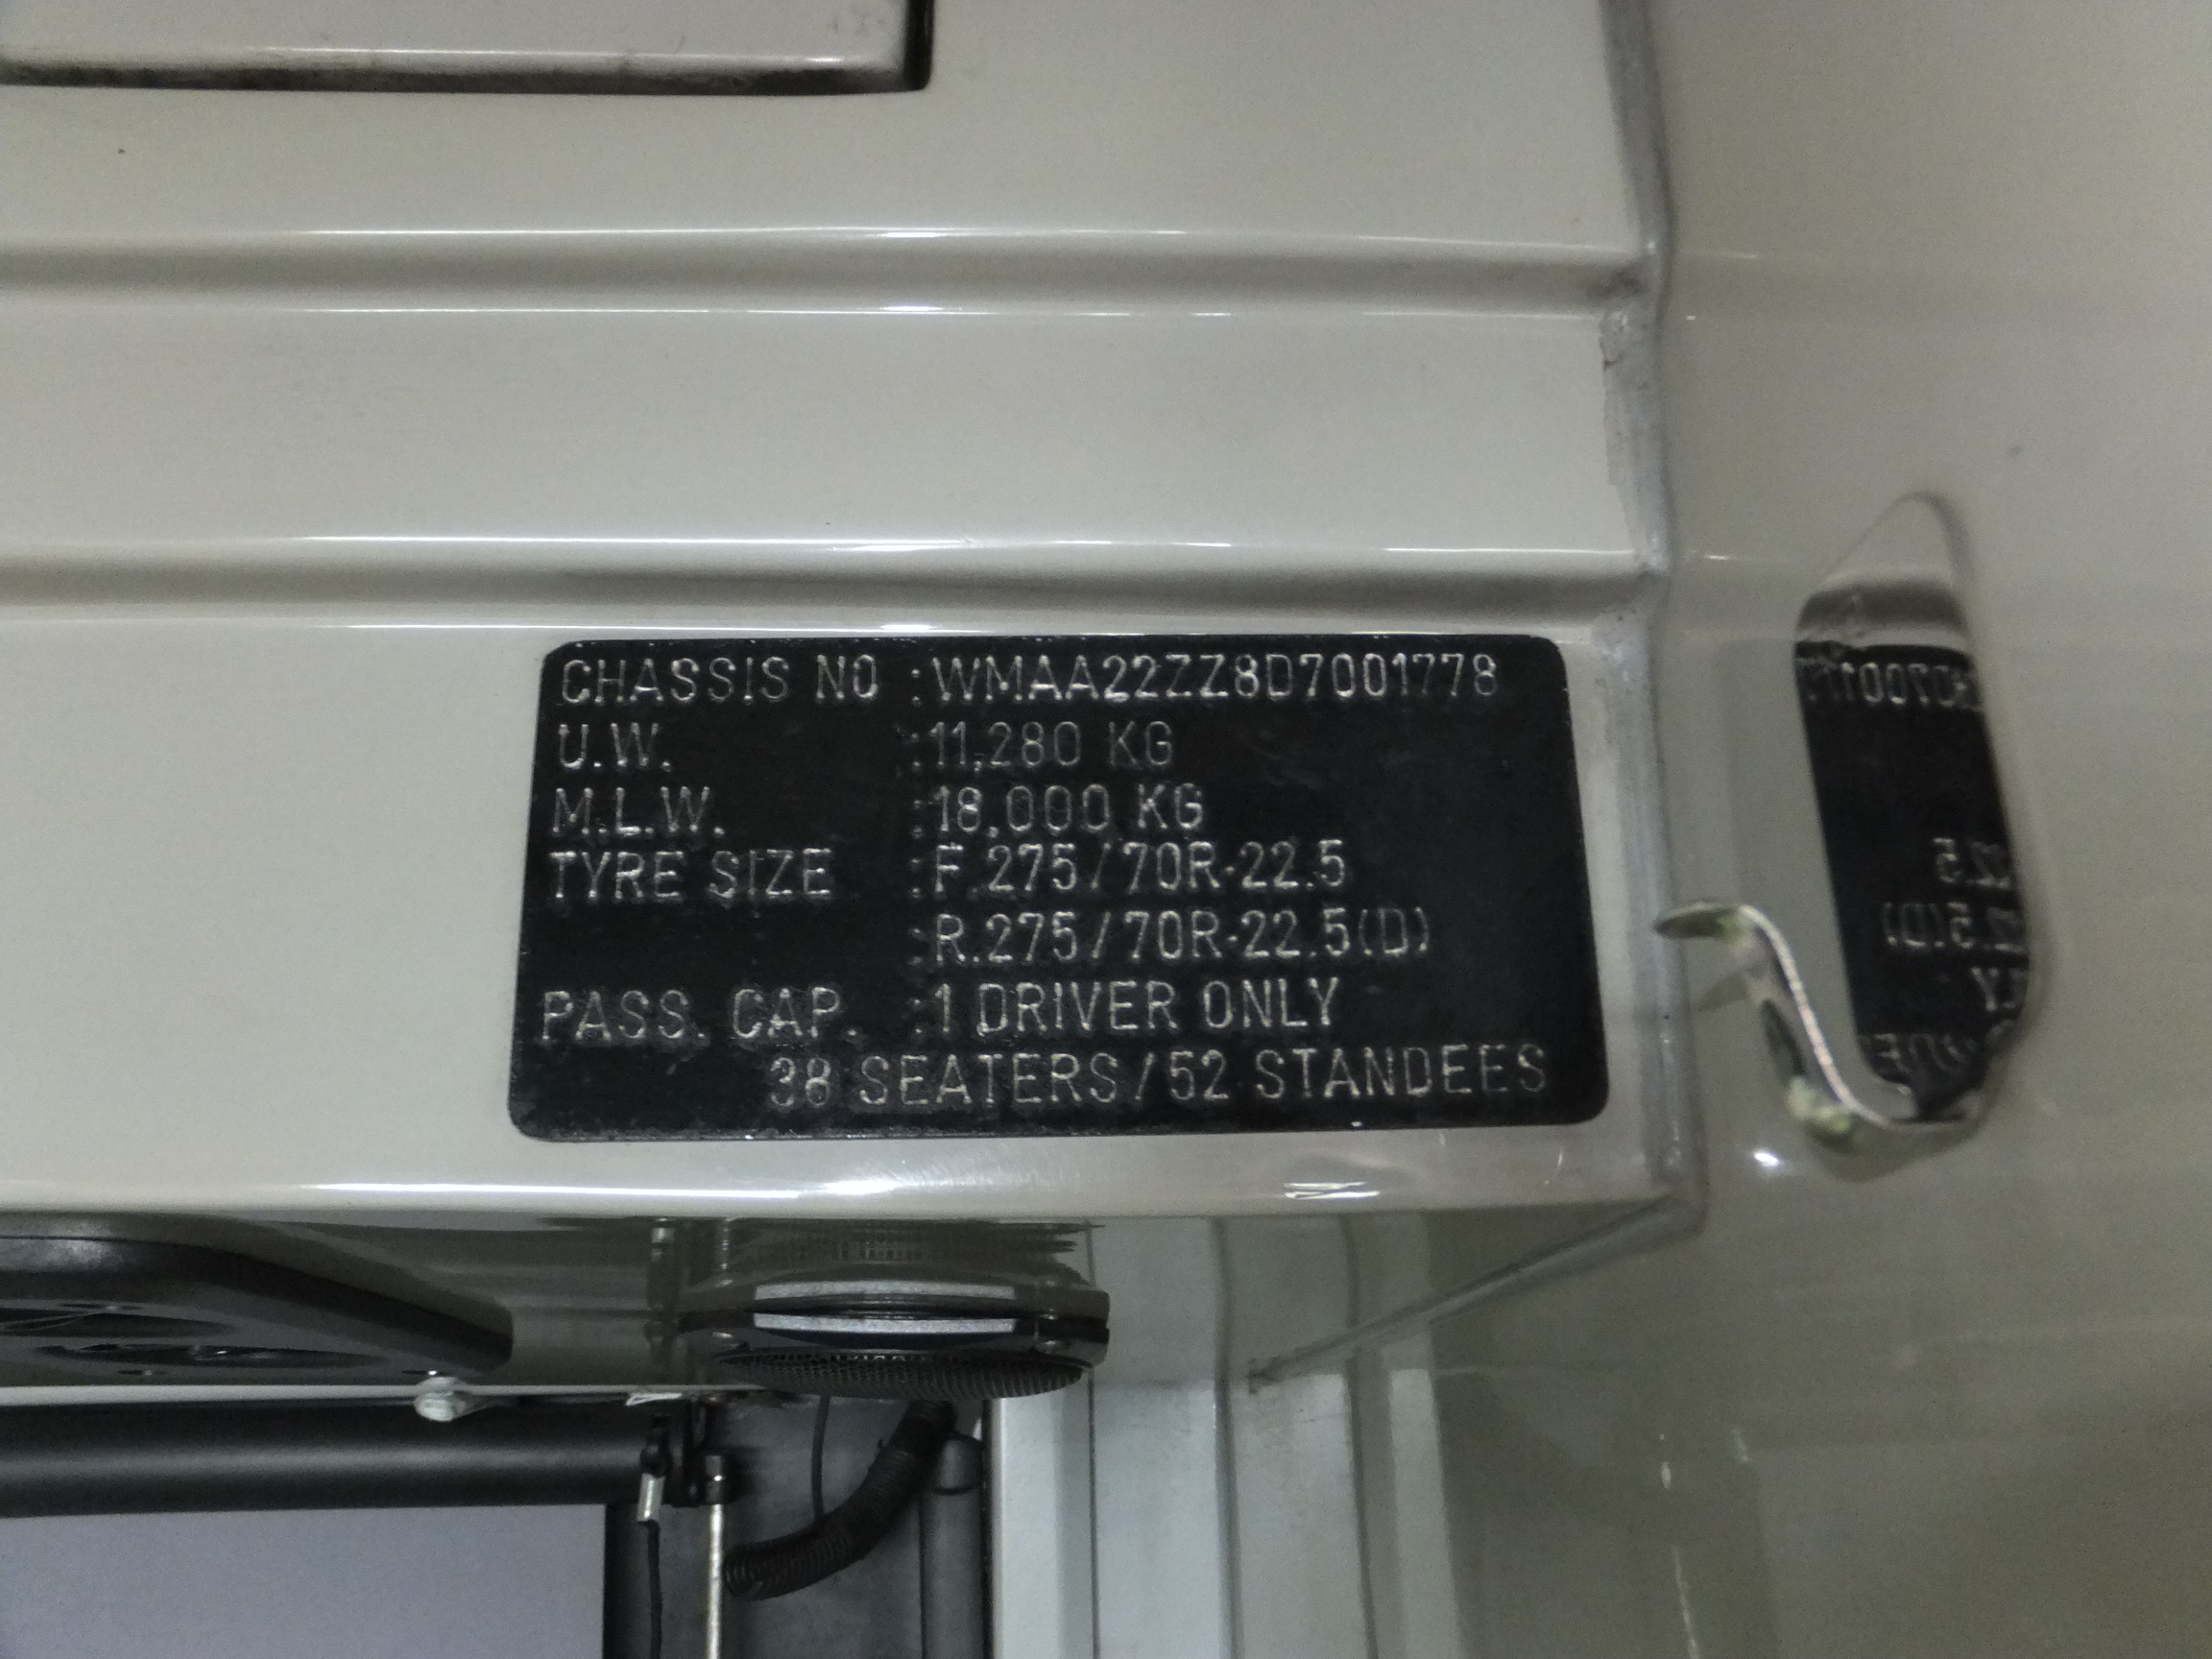 CHASSIS NO :WMAA22ZZ8D7001778
U.W. :11,280 KG
M.L.W. :18,000 KG
TYRE SIZE :F.275/70R-22.5
:R.275/70R-22.5(D)
PASS. CAP. :1 DRIVER ONLY
38 SEATERS/52 STANDEES